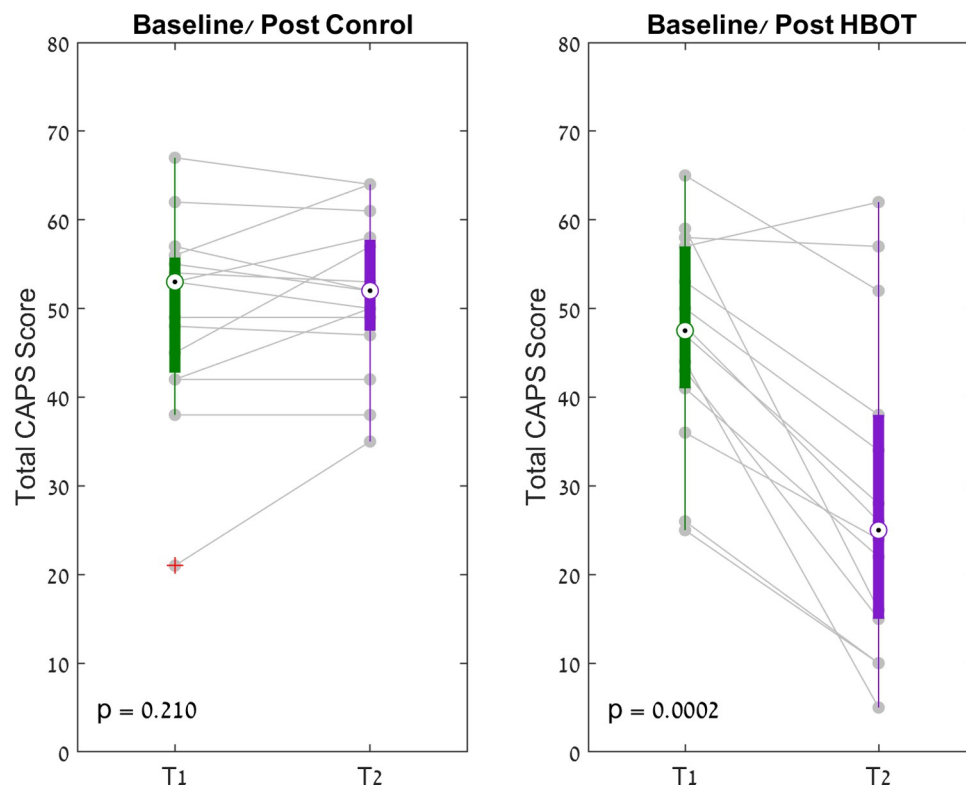 Baseline/ Post Conrol
Total CAPS Score
80
70
60
50
40
30
20
10
0
p = 0.210
T1
T2
Baseline/ Post HBOT
Total CAPS Score
80
70
60
50
40
30
20
10
0
p = 0.0002
T1
T2